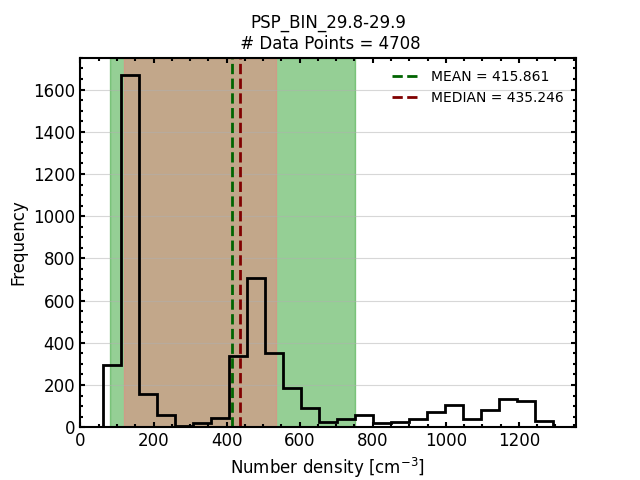 PSP_BIN_29.8-29.9
# Data Points = 4708
MEAN = 415.861
MEDIAN = 435.246
Frequency
1600
1400
1200
1000
800
600
400
200
0
0 200 400 600 800 1000 1200
Number density [cm⁻³]